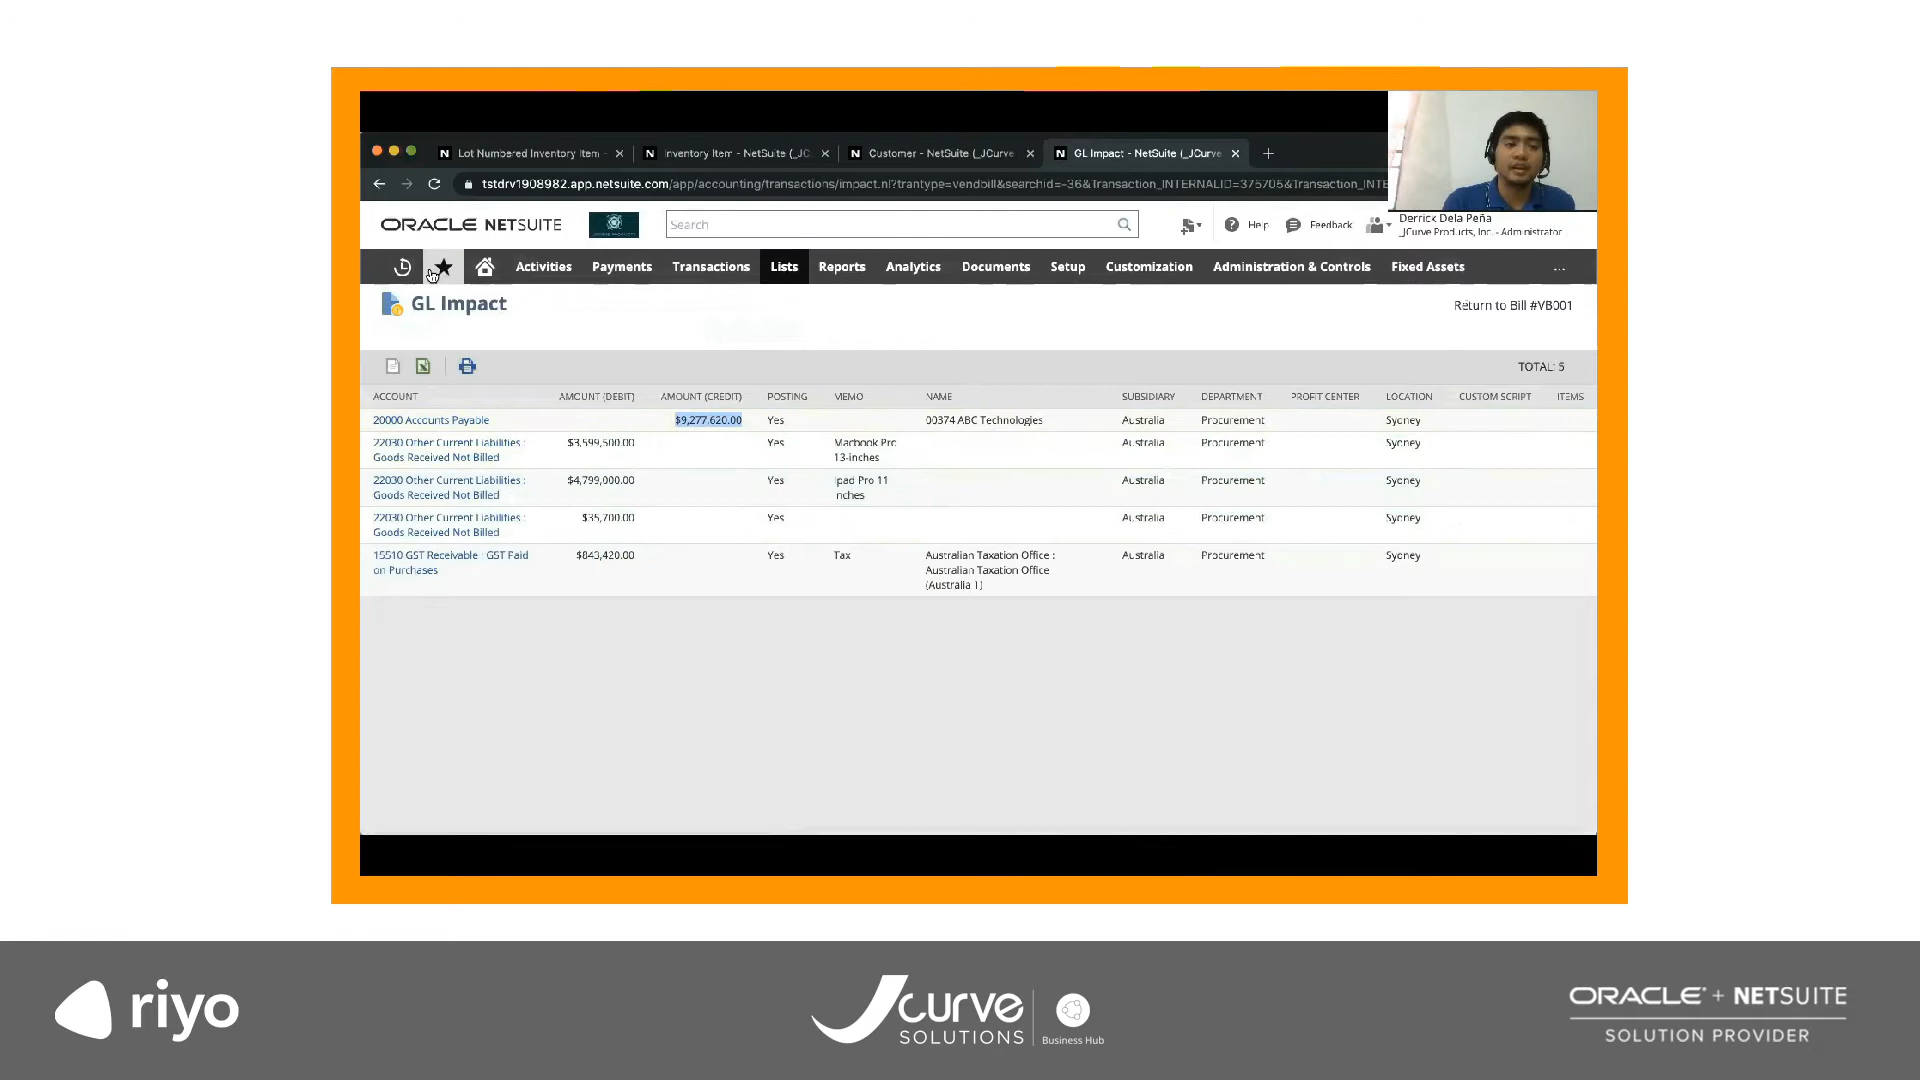 Lot Numbered Inventory Item -
Inventory Item - NetSuite (_JC
Customer - NetSuite (_JCurve
GL Impact - NetSuite (_JCurve
tstdrv1908982.app.netsuite.com/app/accounting/transactions/impact.nl?trantype=vendbill&searchid=-36&Transaction_INTERNALID=375705&Transaction_INTE
ORACLE NETSUITE
Search
Help
Feedback
Derrick Dela Peña
_JCurve Products, Inc. - Administrator
Activities Payments Transactions Lists Reports Analytics Documents Setup Customization Administration & Controls Fixed Assets ...
GL Impact
Return to Bill #VB001
TOTAL: 5
ACCOUNT AMOUNT (DEBIT) AMOUNT (CREDIT) POSTING MEMO NAME SUBSIDIARY DEPARTMENT PROFIT CENTER LOCATION CUSTOM SCRIPT ITEMS
20000 Accounts Payable $9,277,620.00 Yes 00374 ABC Technologies Australia Procurement Sydney
22030 Other Current Liabilities : $3,599,500.00 Yes Macbook Pro Australia Procurement Sydney
Goods Received Not Billed 13-inches
22030 Other Current Liabilities : $4,799,000.00 Yes Ipad Pro 11 Australia Procurement Sydney
Goods Received Not Billed inches
22030 Other Current Liabilities : $35,700.00 Yes Australia Procurement Sydney
Goods Received Not Billed
15510 GST Receivable : GST Paid $843,420.00 Yes Tax Australian Taxation Office : Australia Procurement Sydney
on Purchases Australian Taxation Office
(Australia 1)
riyo
Jcurve
SOLUTIONS
Business Hub
ORACLE + NETSUITE
SOLUTION PROVIDER